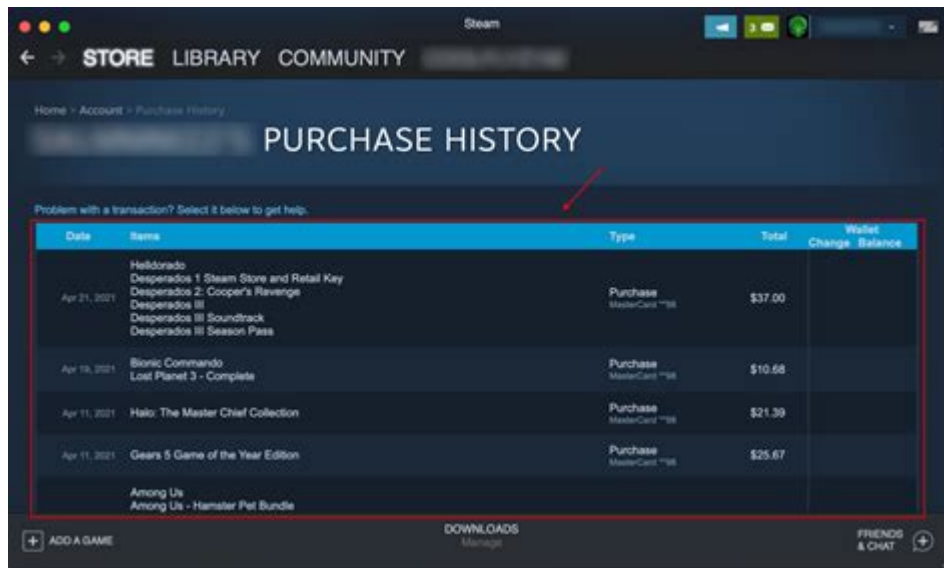 Steam
3
STORE LIBRARY COMMUNITY
Home > Account > Purchase History
PURCHASE HISTORY
Problem with a transaction? Select it below to get help.
Date Items Type Total Wallet
Change Balance
Helldorado
Desperados 1 Steam Store and Retail Key
Desperados 2: Cooper's Revenge
Apr 21, 2021 Desperados III Purchase $37.00
Desperados III Soundtrack MasterCard
Desperados III Season Pass
Apr 19, 2021 Bionic Commando Purchase $10.68
Lost Planet 3 - Complete MasterCard
Apr 11, 2021 Halo: The Master Chief Collection Purchase $21.39
MasterCard
Apr 11, 2021 Gears 5 Game of the Year Edition Purchase $25.67
MasterCard
Among Us
Among Us - Hamster Pet Bundle
ADD A GAME DOWNLOADS FRIENDS
Manage & CHAT